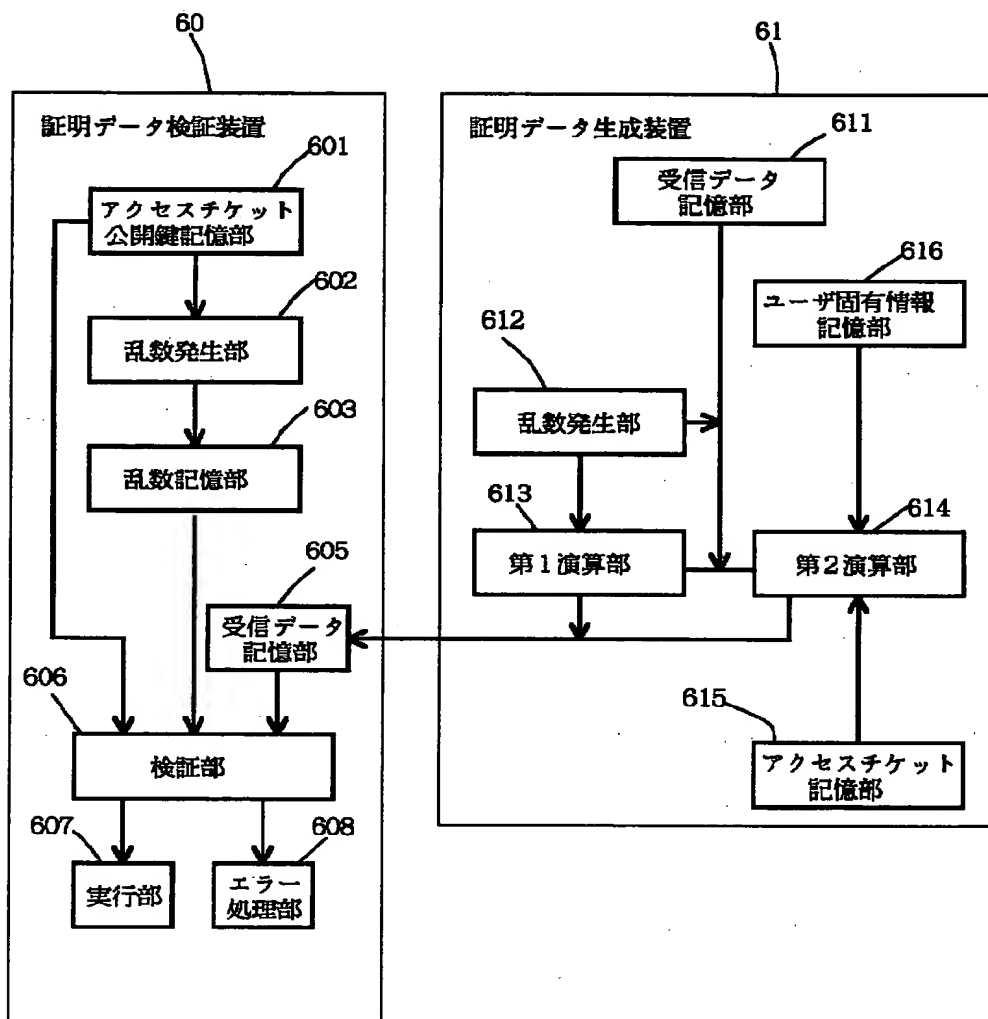 60
証明データ検証装置
601
アクセスチケット
公開鍵記憶部
602
乱数発生部
603
乱数記憶部
605
受信データ
記憶部
606
検証部
607
実行部
608
エラー
処理部
61
証明データ生成装置
611
受信データ
記憶部
616
ユーザ固有情報
記憶部
612
乱数発生部
613
第1演算部
614
第2演算部
615
アクセスチケット
記憶部